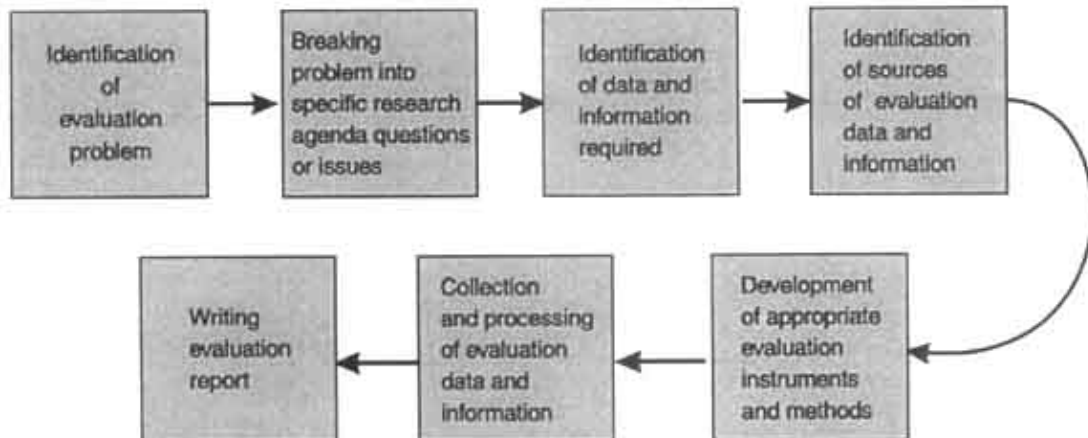 Identification
of
evaluation
problem
Breaking
problem into
specific research
agenda questions
or issues
Identification
of data and
information
required
Identification
of sources
of evaluation
data and
information
Development
of appropriate
evaluation
instruments
and methods
Collection
and processing
of evaluation
data and
information
Writing
evaluation
report